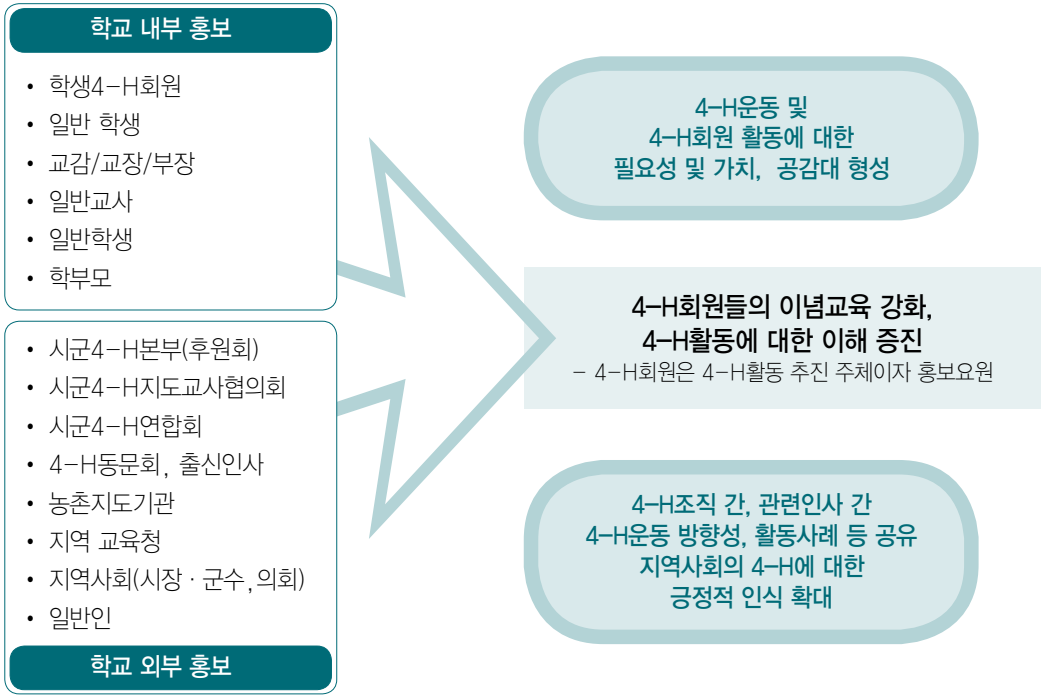 학교 내부 홍보
• 학생4-H회원
• 일반 학생
• 교감/교장/부장
• 일반교사
• 일반학생
• 학부모
• 시군4-H본부(후원회)
• 시군4-H지도교사협의회
• 시군4-H연합회
• 4-H동문회, 출신인사
• 농촌지도기관
• 지역 교육청
• 지역사회(시장·군수,의회)
• 일반인
학교 외부 홍보
4-H운동 및
4-H회원 활동에 대한
필요성 및 가치, 공감대 형성
4-H회원들의 이념교육 강화,
4-H활동에 대한 이해 증진
- 4-H회원은 4-H활동 추진 주체이자 홍보요원
4-H조직 간, 관련인사 간
4-H운동 방향성, 활동사례 등 공유
지역사회의 4-H에 대한
긍정적 인식 확대